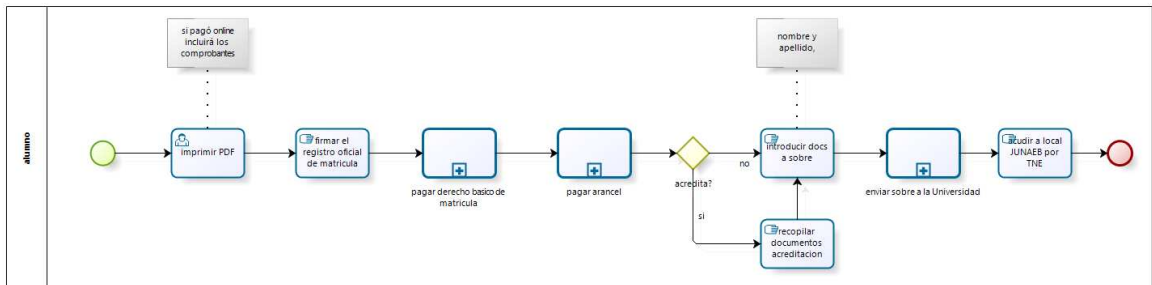 si pagó online
incluirá los
comprobantes
nombre y
apellido,
alumno
imprimir PDF
firmar el
registro oficial
de matricula
pagar derecho basico de
matricula
pagar arancel
acredita?
no
si
introducir docs
a sobre
recopilar
documentos
acreditacion
enviar sobre a la Universidad
acudir a local
JUNAEB por
TNE